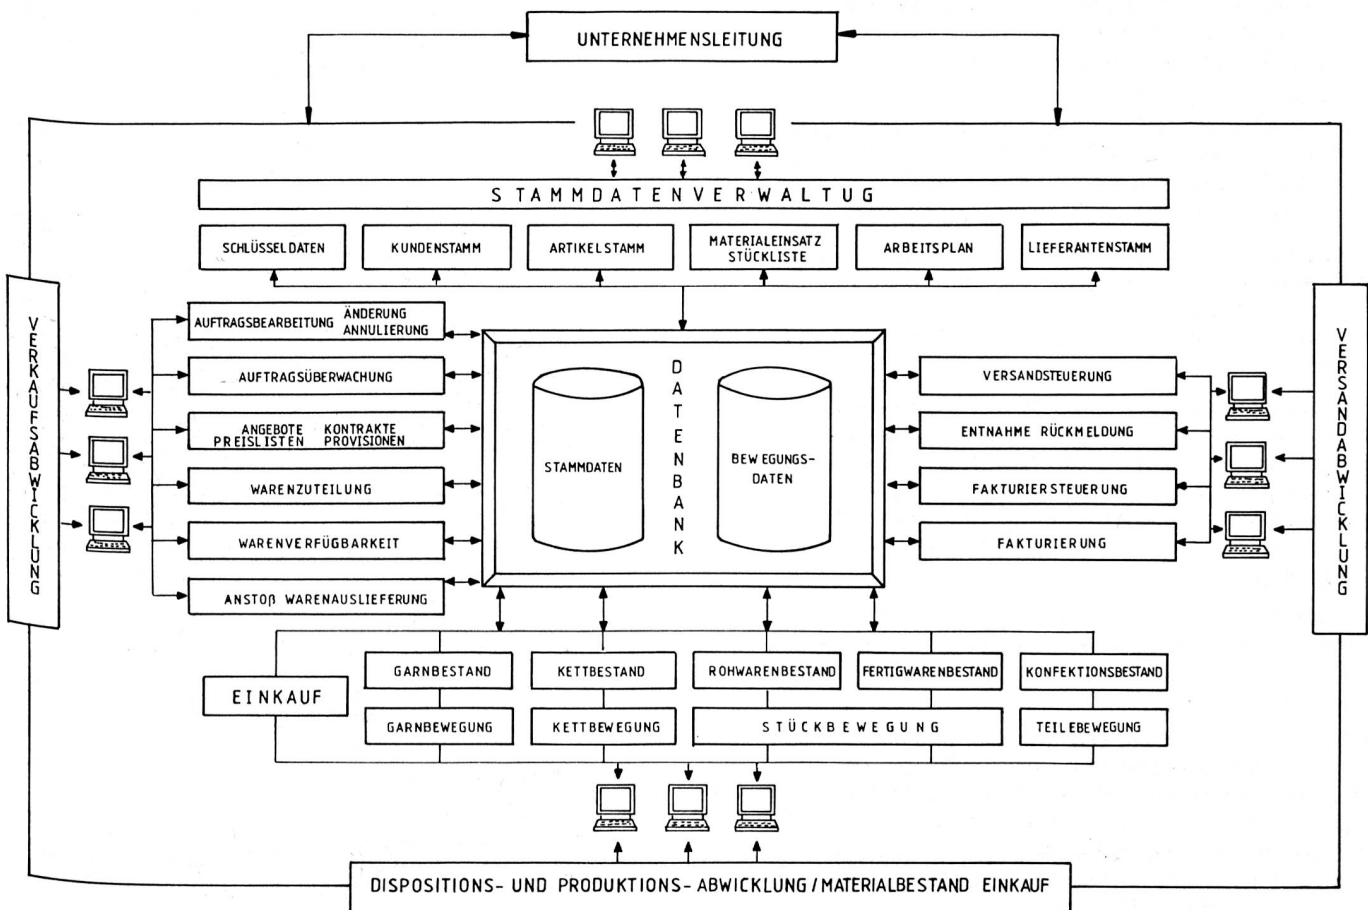 UNTERNEHMENSLEITUNG
STAMMDATENVERWALTUG
SCHLÜSSELDATEN
KUNDENSTAMM
ARTIKELSTAMM
MATERIALEINSATZ
STÜCKLISTE
ARBEITSPLAN
LIEFERANTENSTAMM
VERKAUFSABWICKLUNG
AUFTRAGSBEARBEITUNG ÄNDERUNG
ANNULIERUNG
AUFTRAGSÜBERWACHUNG
ANGEBOTE KONTRAKTE
PREISLISTEN PROVISIONEN
WARENZUTEILUNG
WARENVERFÜGBARKEIT
ANSTOß WARENAUSLIEFERUNG
STAMMDATEN
DATENBANK
BEWEGUNGS-
DATEN
VERSANDSTEUERUNG
ENTNAHME RÜCKMELDUNG
FAKTURIERSTEUERUNG
FAKTURIERUNG
VERSANDABWICKLUNG
EINKAUF
GARNBESTAND
KETTBESTAND
ROHWARENBESTAND
FERTIGWARENBESTAND
KONFEKTIONSBESTAND
GARNBEWEGUNG
KETTBEWEGUNG
STÜCKBEWEGUNG
TEILEBEWEGUNG
DISPOSITIONS- UND PRODUKTIONS-ABWICKLUNG/MATERIALBESTAND EINKAUF